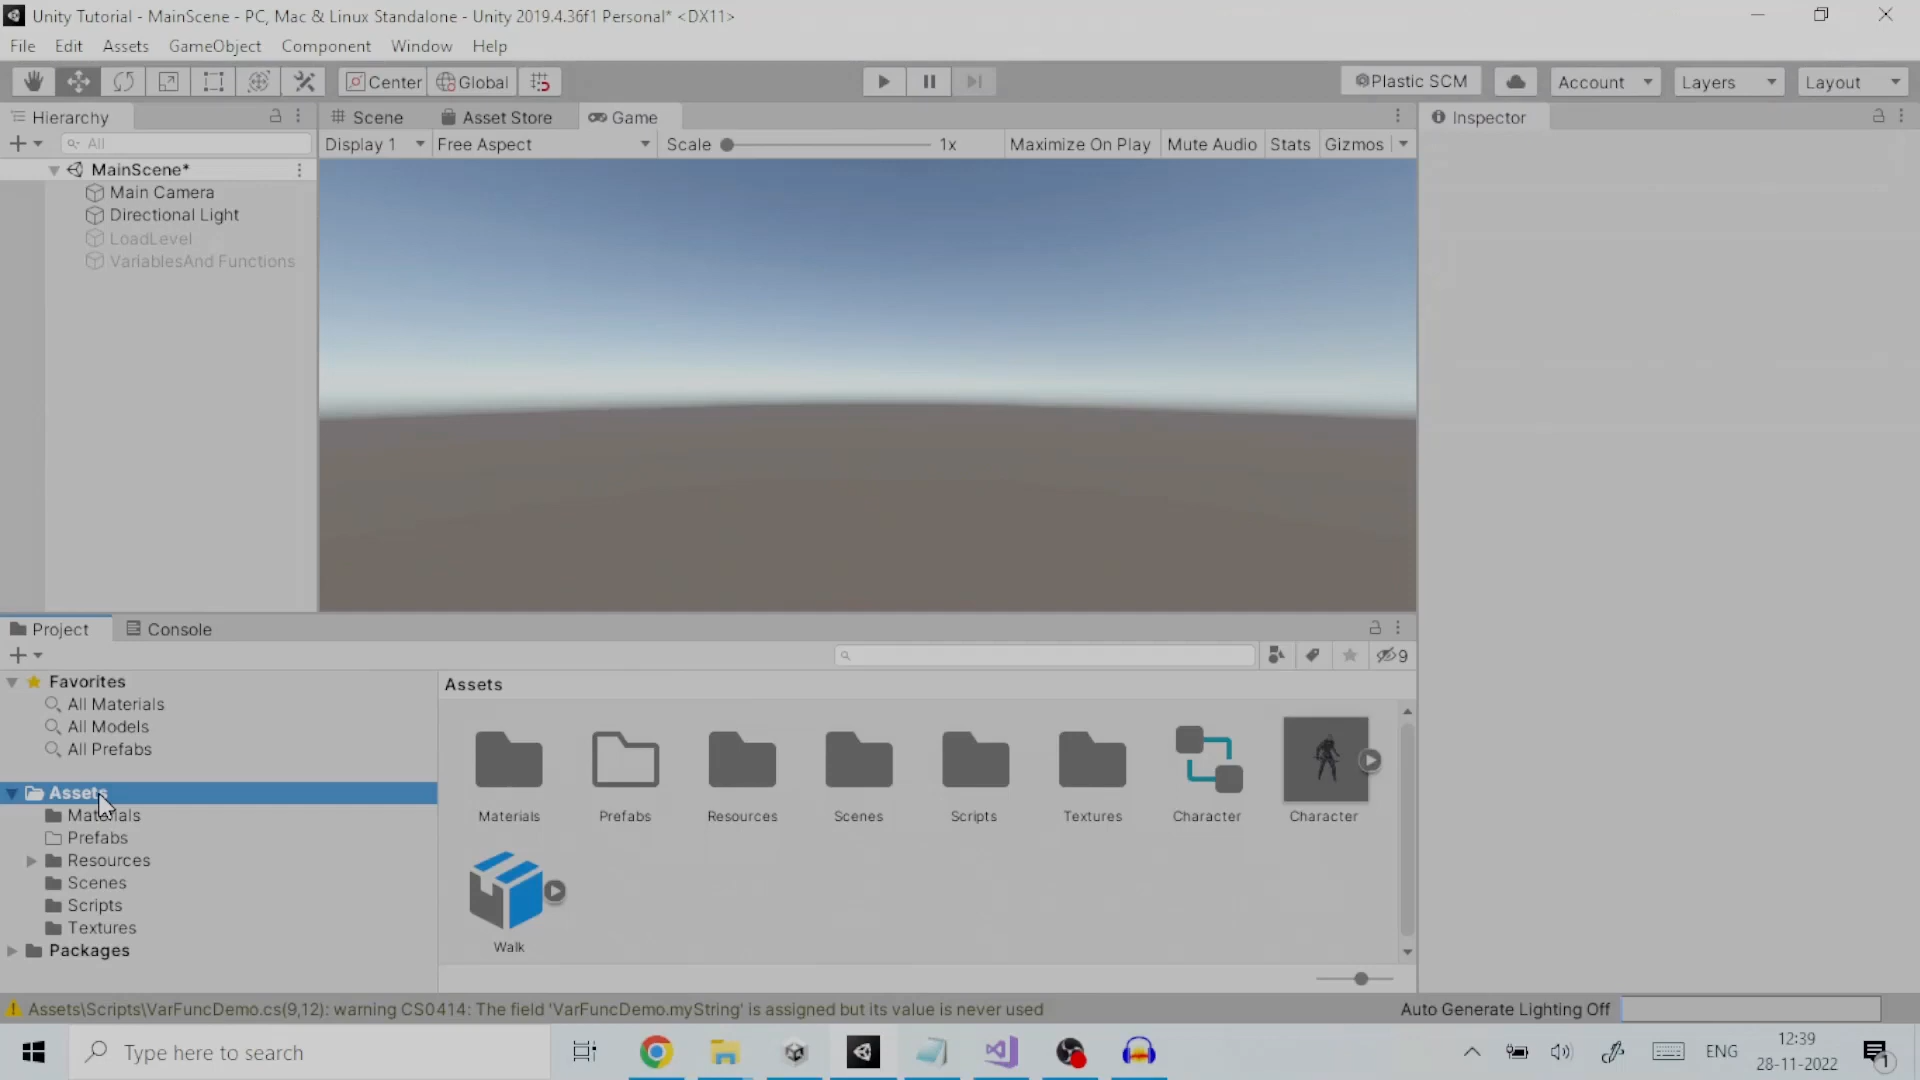 Unity Tutorial - MainScene - PC, Mac & Linux Standalone - Unity 2019.4.36f1 Personal* <DX11>
File Edit Assets GameObject Component Window Help
Center Global Plastic SCM Account Layers Layout
Hierarchy Scene Asset Store Game Inspector
All Display 1 Free Aspect Scale 1x Maximize On Play Mute Audio Stats Gizmos
MainScene*
Main Camera
Directional Light
LoadLevel
VariablesAnd Functions
Project Console
9
Favorites
All Materials
All Models
All Prefabs
Assets
Materials
Prefabs
Resources
Scenes
Scripts
Textures
Packages
Assets
Materials Prefabs Resources Scenes Scripts Textures Character Character
Walk
Assets\Scripts\VarFuncDemo.cs(9,12): warning CS0414: The field 'VarFuncDemo.myString' is assigned but its value is never used
Auto Generate Lighting Off
Type here to search
ENG
12:39
28-11-2022
1